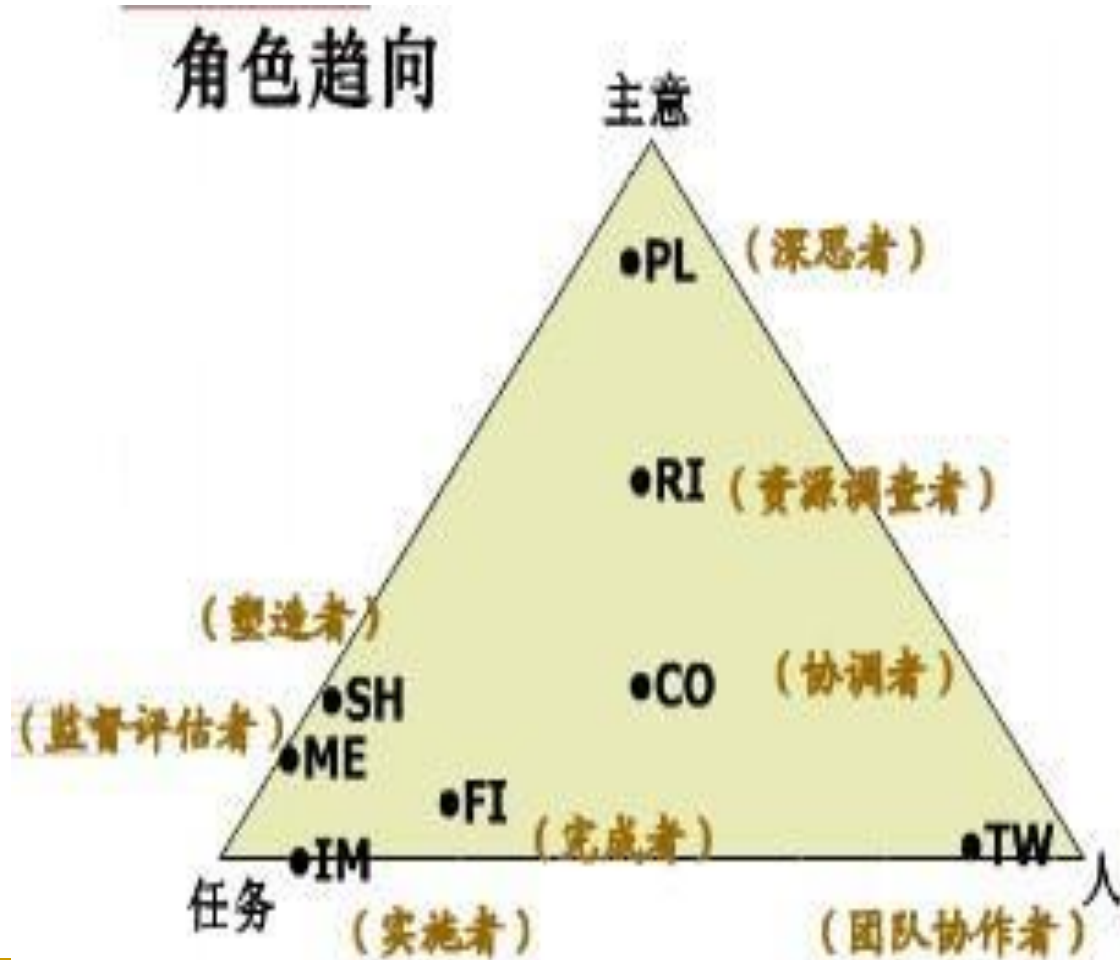 角色趋向
主意
PL （深思者）
RI （资源调查者）
（塑造者）
CO （协调者）
SH
（监督评估者）
ME
FI
（完成者）
TW
IM
人
任务
（实施者） （团队协作者）